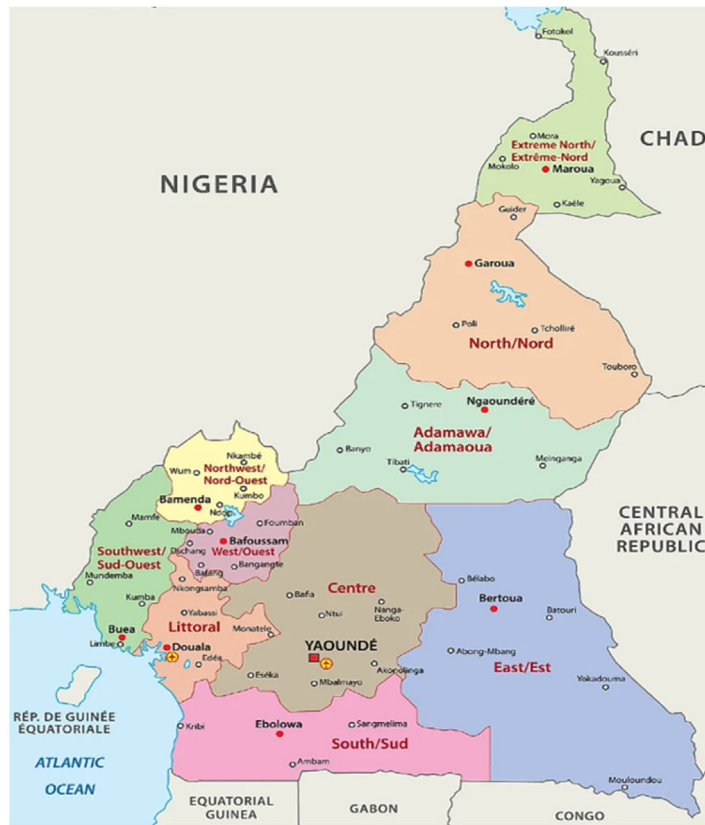 Fotokol
Kousséri
CHAD
Mora
Extreme North/
Extrême-Nord
Mokolo
Maroua
Yagoua
Kaéle
NIGERIA
Guider
Garoua
Poli
Tcholliré
North/Nord
Touboro
Ngaoundéré
Tignere
Adamawa/
Adamaoua
Banyo
Tibati
Meinganga
Nkambé
Northwest/
Nord-Ouest
Wum
Kumbo
Bamenda
Ndop
CENTRAL
AFRICAN
REPUBLIC
Mamfe
Mbouda
Foumban
Bafoussam
Dschang
West/Ouest
Southwest/
Sud-Ouest
Bafang
Bangangte
Mundemba
Nkongsamba
Centre
Bélabo
Bafia
Nanga-
Eboko
Kumba
Yabassi
Ntui
Bertoua
Batouri
Littoral
Monatele
Buea
Limbe
Douala
Edéa
YAOUNDÉ
Akonolinga
Abong-Mbang
East/Est
Eséka
Mbalmayo
Yokadouma
RÉP. DE GUINÉE
ÉQUATORIALE
Kribi
Ebolowa
Sangmelima
South/Sud
Ambam
ATLANTIC
OCEAN
Mouloundou
EQUATORIAL
GUINEA
GABON
CONGO